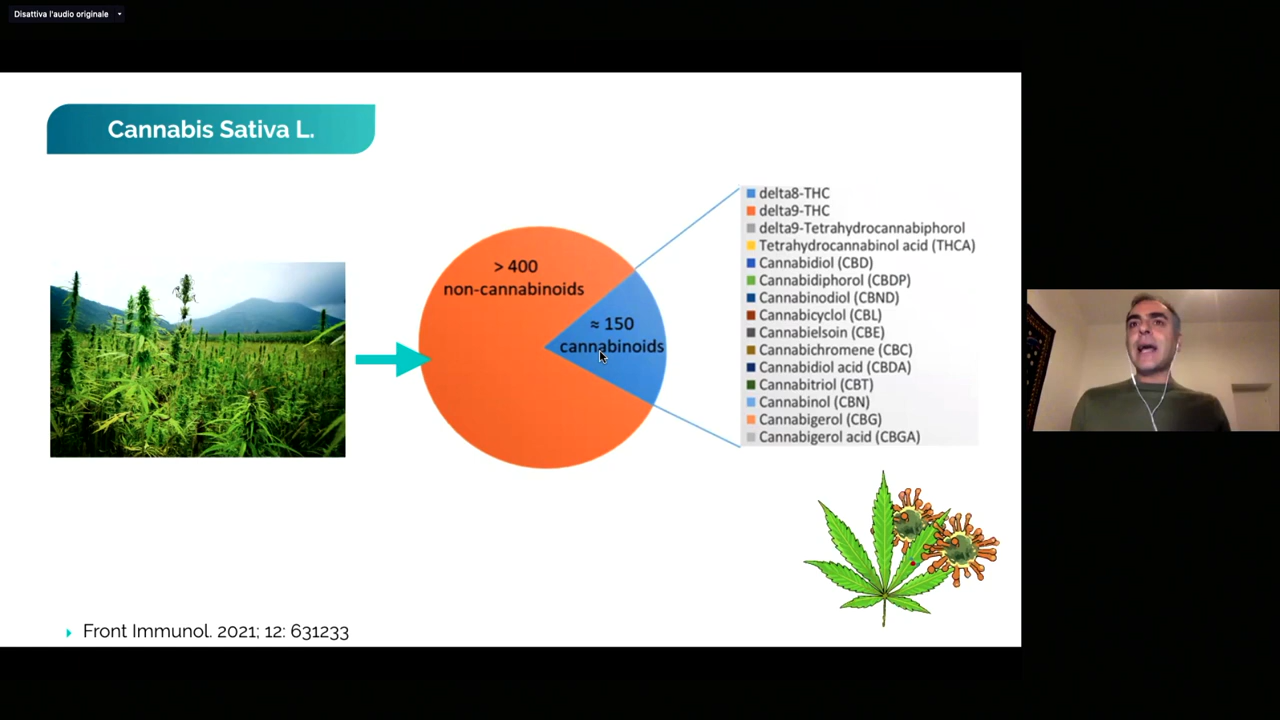 Disattiva l'audio originale
Cannabis Sativa L.
> 400
non-cannabinoids
≈ 150
cannabinoids
delta8-THC
delta9-THC
delta9-Tetrahydrocannabiphorol
Tetrahydrocannabinol acid (THCA)
Cannabidiol (CBD)
Cannabidiphorol (CBDP)
Cannabinodiol (CBND)
Cannabicyclol (CBL)
Cannabielsoin (CBE)
Cannabichromene (CBC)
Cannabidiol acid (CBDA)
Cannabitriol (CBT)
Cannabinol (CBN)
Cannabigerol (CBG)
Cannabigerol acid (CBGA)
Front Immunol. 2021; 12: 631233